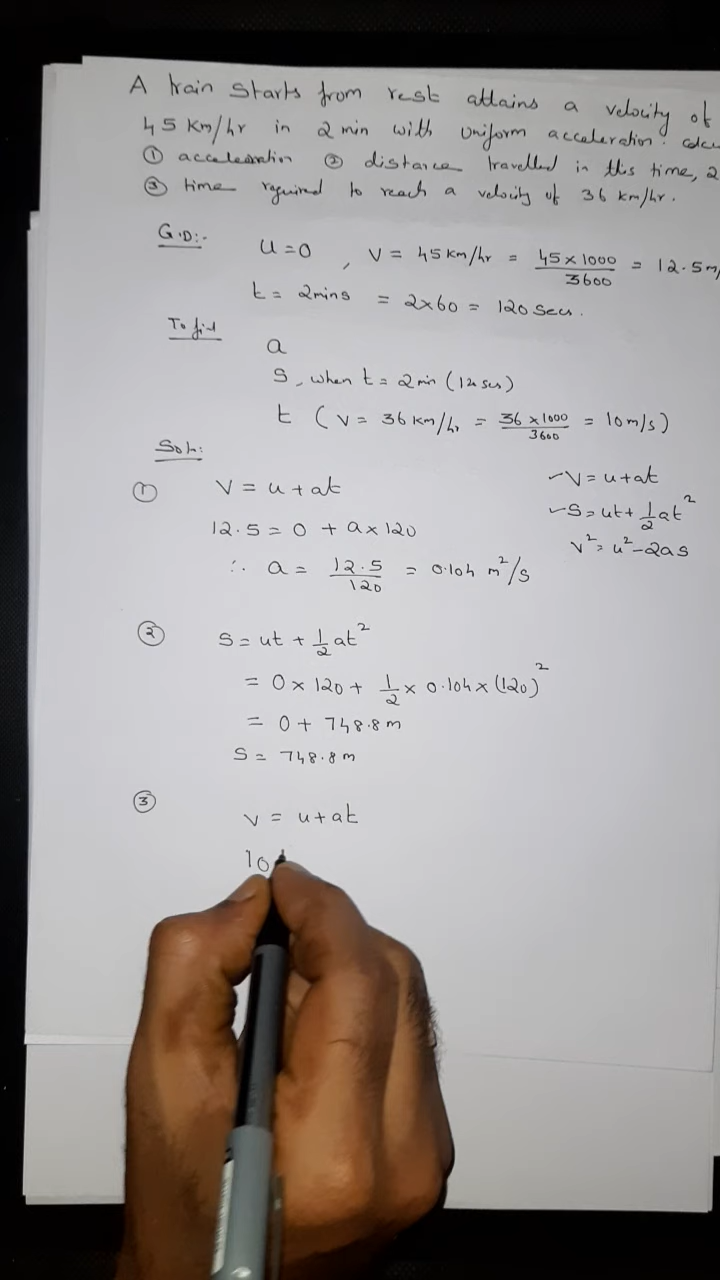 A train starts from rest attains a velocity of
45 km/hr in 2 min with uniform acceleration. calcu
① acceleration ② distance travelled in this time, 2
③ time required to reach a velocity of 36 km/hr.
G.D:-
u = 0 , v = 45 km/hr = 45 × 1000 / 3600 = 12.5 m/
t = 2 mins = 2×60 = 120 secs.
To find
a
S, when t = 2 min (120 secs)
t ( v = 36 km/hr = 36 × 1000 / 3600 = 10 m/s )
Soln:
① v = u + at
12.5 = 0 + a × 120
∴ a = 12.5 / 120 = 0.104 m²/s
✓ v = u + at
✓ S = ut + 1/2 at²
v² = u² - 2as
② S = ut + 1/2 at²
= 0 × 120 + 1/2 × 0.104 × (120)²
= 0 + 748.8 m
S = 748.8 m
③ v = u + at
10